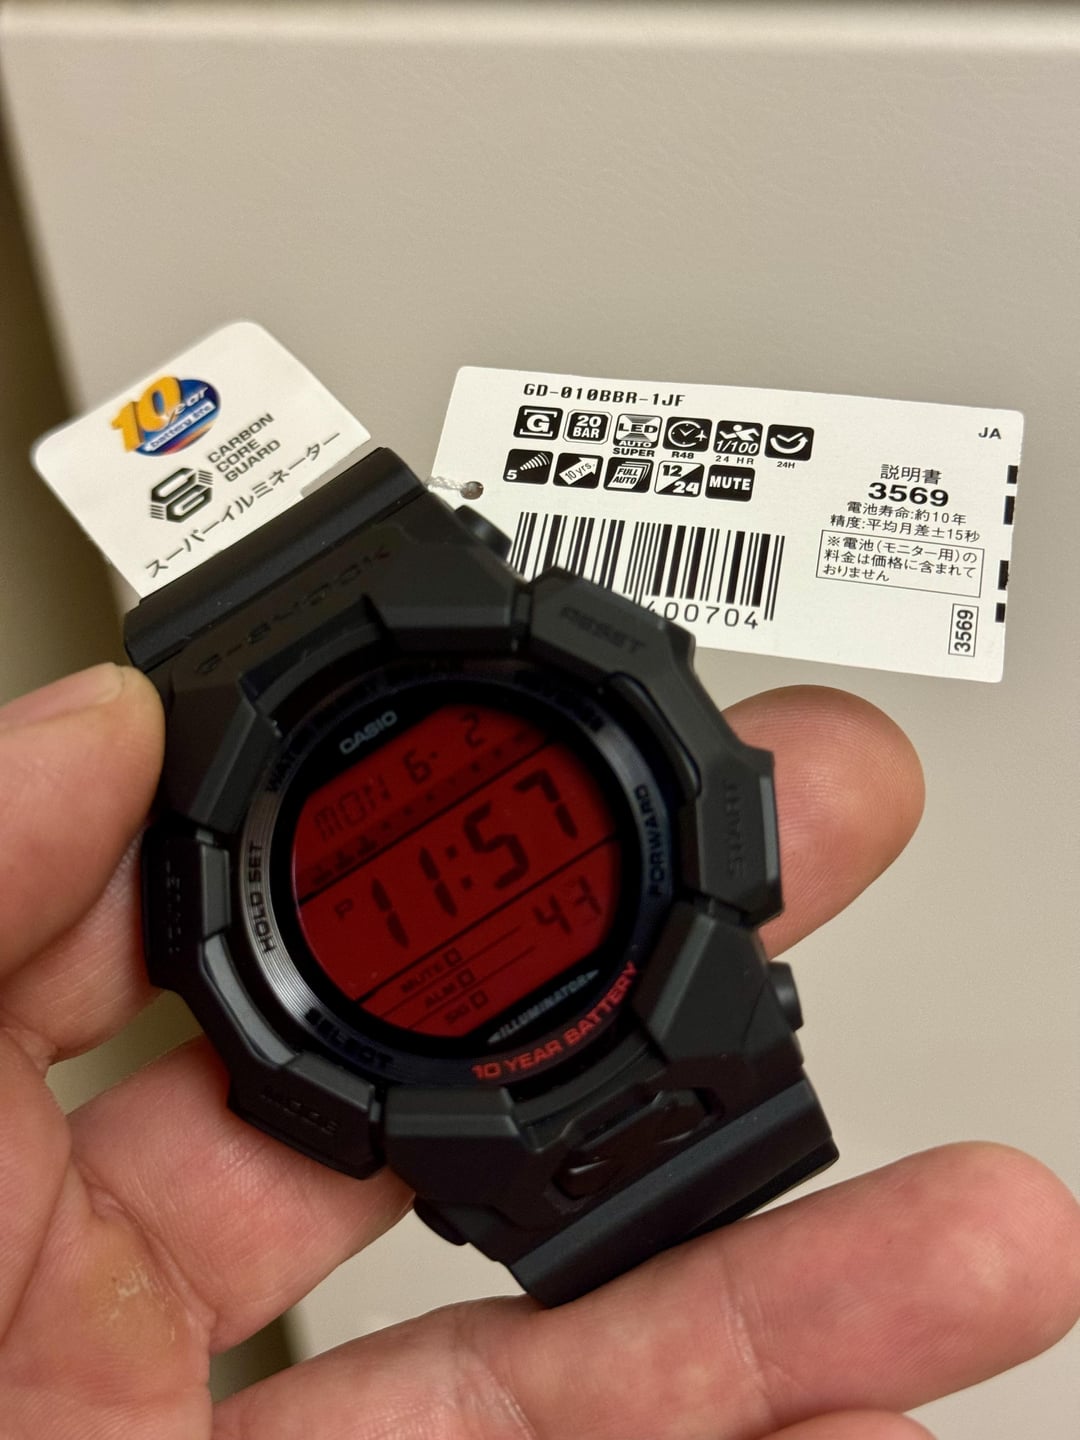 10 year
battery life
CARBON
CORE
GUARD
スーパーイルミネーター
GD-010BBR-1JF
JA
G
20
BAR
LED
AUTO
SUPER
R48
1/100
24 HR
24H
5
10 yrs.
FULL
AUTO
12/24
MUTE
説明書
3569
電池寿命:約10年
精度:平均月差±15秒
※電池(モニター用)の
料金は価格に含まれて
おりません
400704
3569
G-SHOCK
RESET
CASIO
MON 6. 2
P 11:57
43
MUTE
ALM
SIG
ILLUMINATOR
10 YEAR BATTERY
HOLD SET
FORWARD
START
SELECT
MODE